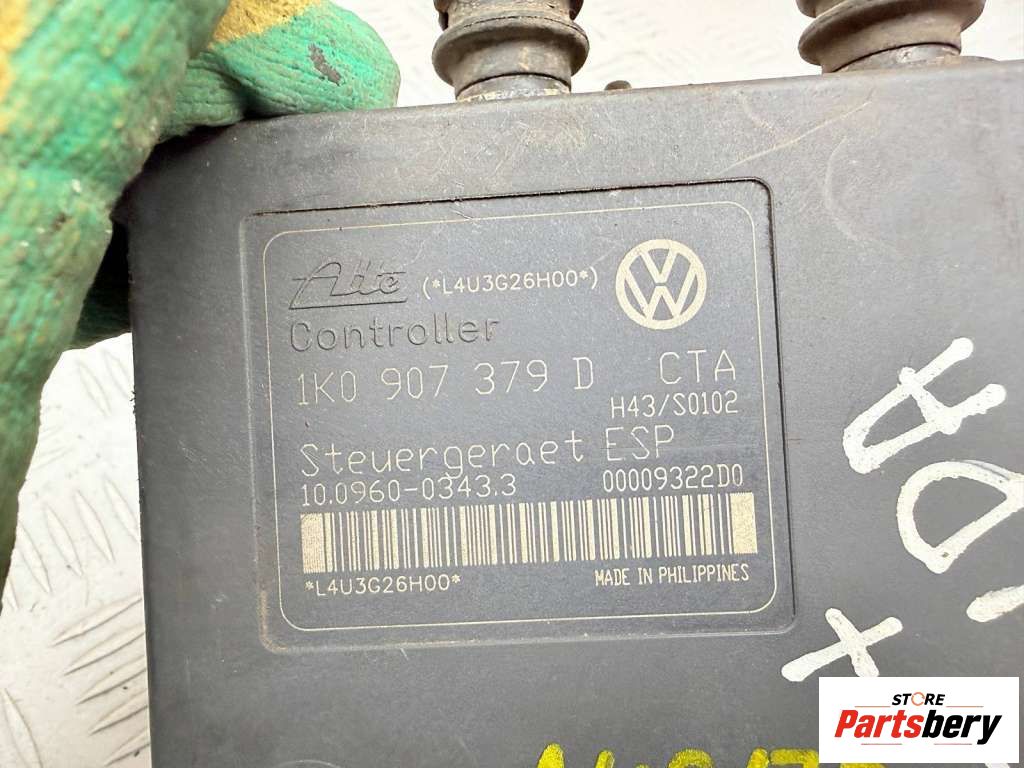 Ate (*L4U3G26H00*)
Controller
1K0 907 379 D CTA
H43/S0102
Steuergeraet ESP
10.0960-0343.3 00009322D0
*L4U3G26H00* MADE IN PHILIPPINES
STORE
Partsbery